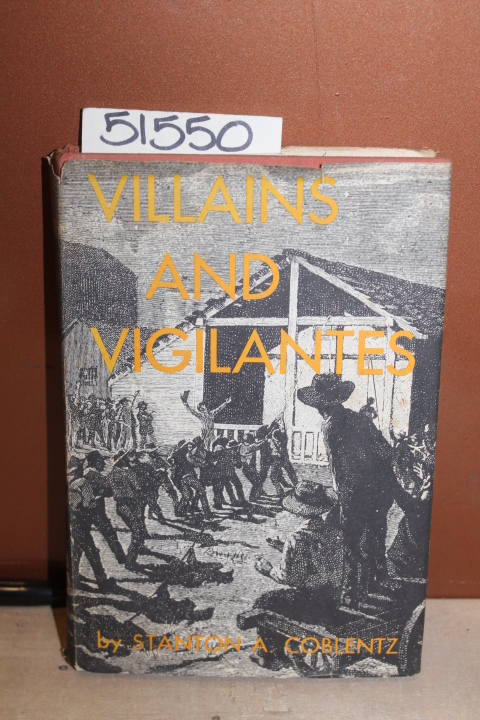 51550
VILLAINS
AND
VIGILANTES
by STANTON A. COBLENTZ